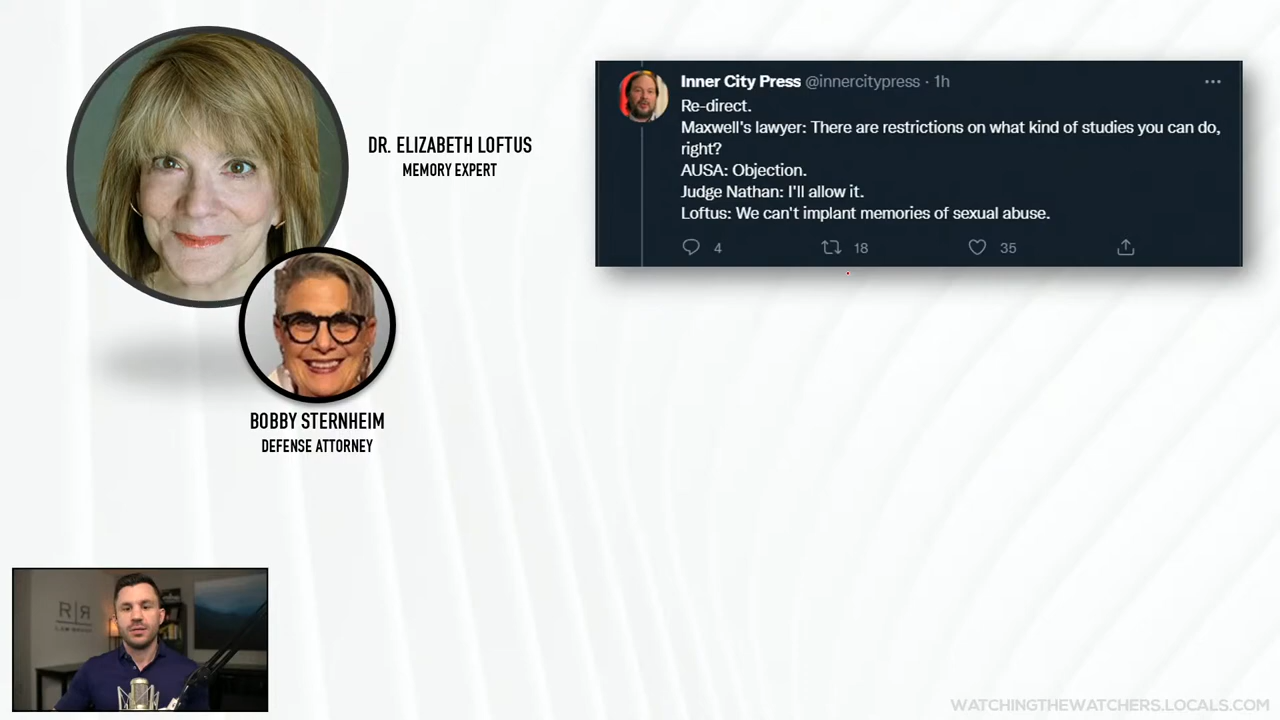 DR. ELIZABETH LOFTUS
MEMORY EXPERT
BOBBY STERNHEIM
DEFENSE ATTORNEY
Inner City Press @innercitypress · 1h
Re-direct.
Maxwell's lawyer: There are restrictions on what kind of studies you can do,
right?
AUSA: Objection.
Judge Nathan: I'll allow it.
Loftus: We can't implant memories of sexual abuse.
4 18 35
R|R
LAW GROUP
WATCHINGTHEWATCHERS.LOCALS.COM